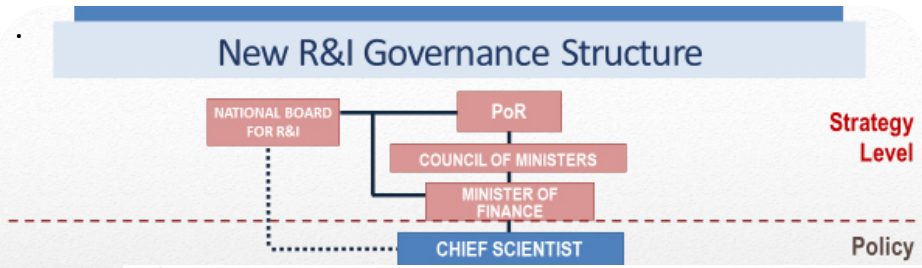 .
New R&I Governance Structure
NATIONAL BOARD
FOR R&I
PoR
COUNCIL OF MINISTERS
MINISTER OF
FINANCE
Strategy
Level
CHIEF SCIENTIST
Policy